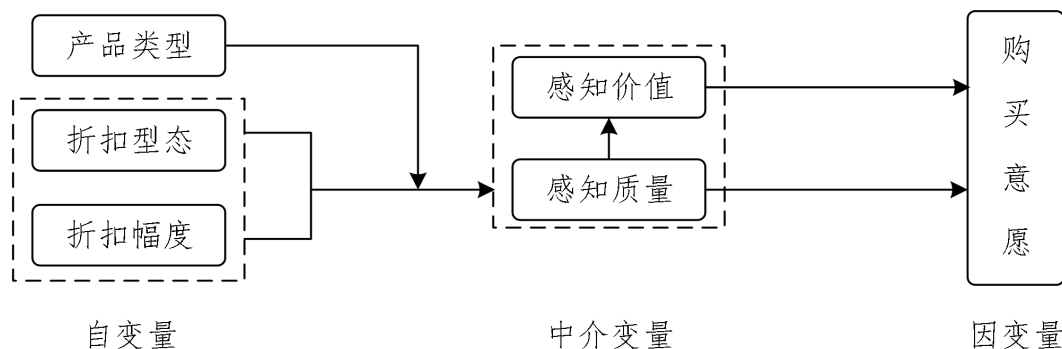 产品类型
折扣型态
折扣幅度
感知价值
感知质量
购买意愿
自变量
中介变量
因变量